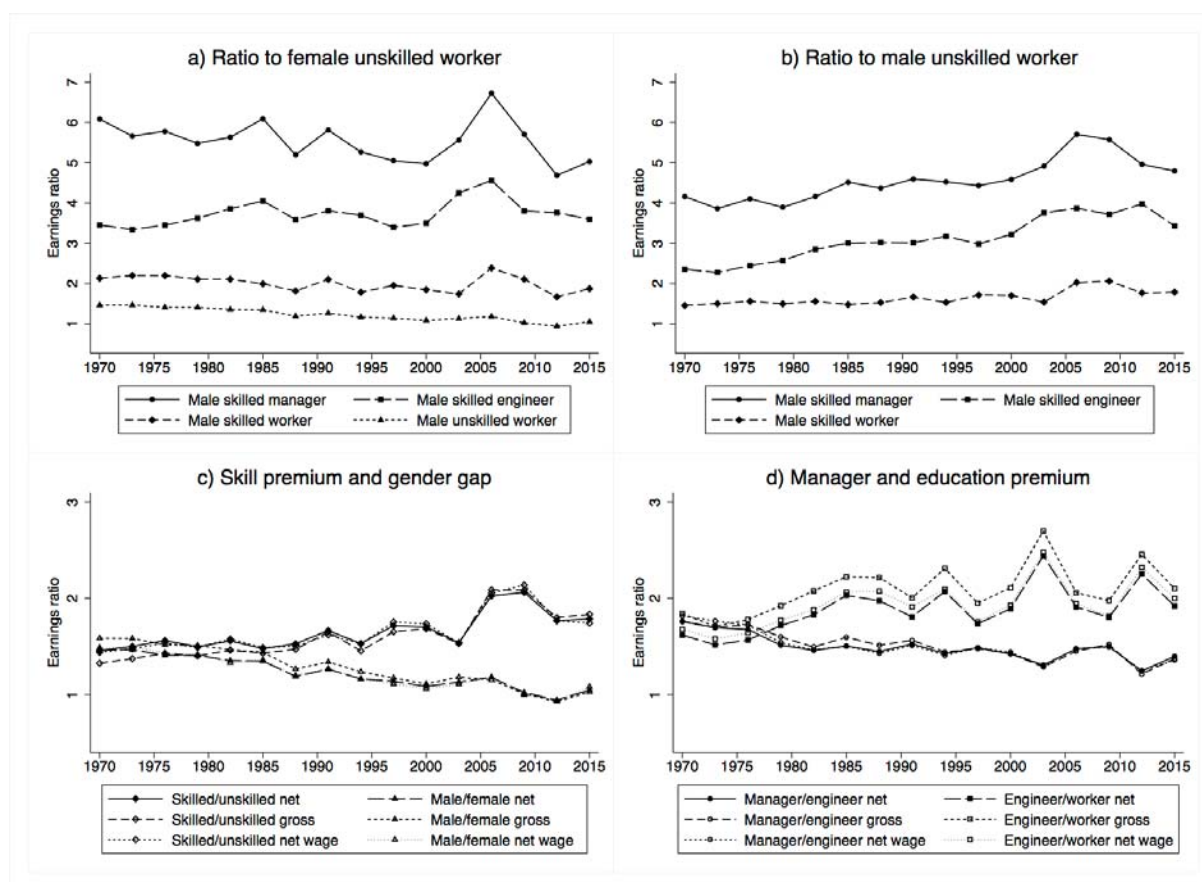 a) Ratio to female unskilled worker
Earnings ratio
7
6
5
4
3
2
1
1970 1975 1980 1985 1990 1995 2000 2005 2010 2015
Male skilled manager Male skilled engineer
Male skilled worker Male unskilled worker
b) Ratio to male unskilled worker
Earnings ratio
7
6
5
4
3
2
1
1970 1975 1980 1985 1990 1995 2000 2005 2010 2015
Male skilled manager Male skilled engineer
Male skilled worker
c) Skill premium and gender gap
Earnings ratio
3
2
1
1970 1975 1980 1985 1990 1995 2000 2005 2010 2015
Skilled/unskilled net Male/female net
Skilled/unskilled gross Male/female gross
Skilled/unskilled net wage Male/female net wage
d) Manager and education premium
Earnings ratio
3
2
1
1970 1975 1980 1985 1990 1995 2000 2005 2010 2015
Manager/engineer net Engineer/worker net
Manager/engineer gross Engineer/worker gross
Manager/engineer net wage Engineer/worker net wage